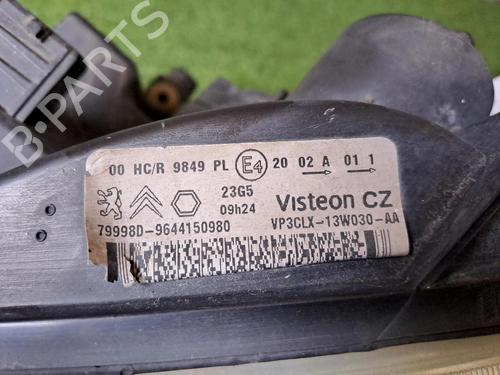 00 HC/R 9849 PL E4 20 02 A 01 1
23G5
09h24
Visteon CZ
79998D-9644150980
VP3CLX-13W030-AA
B-PARTS